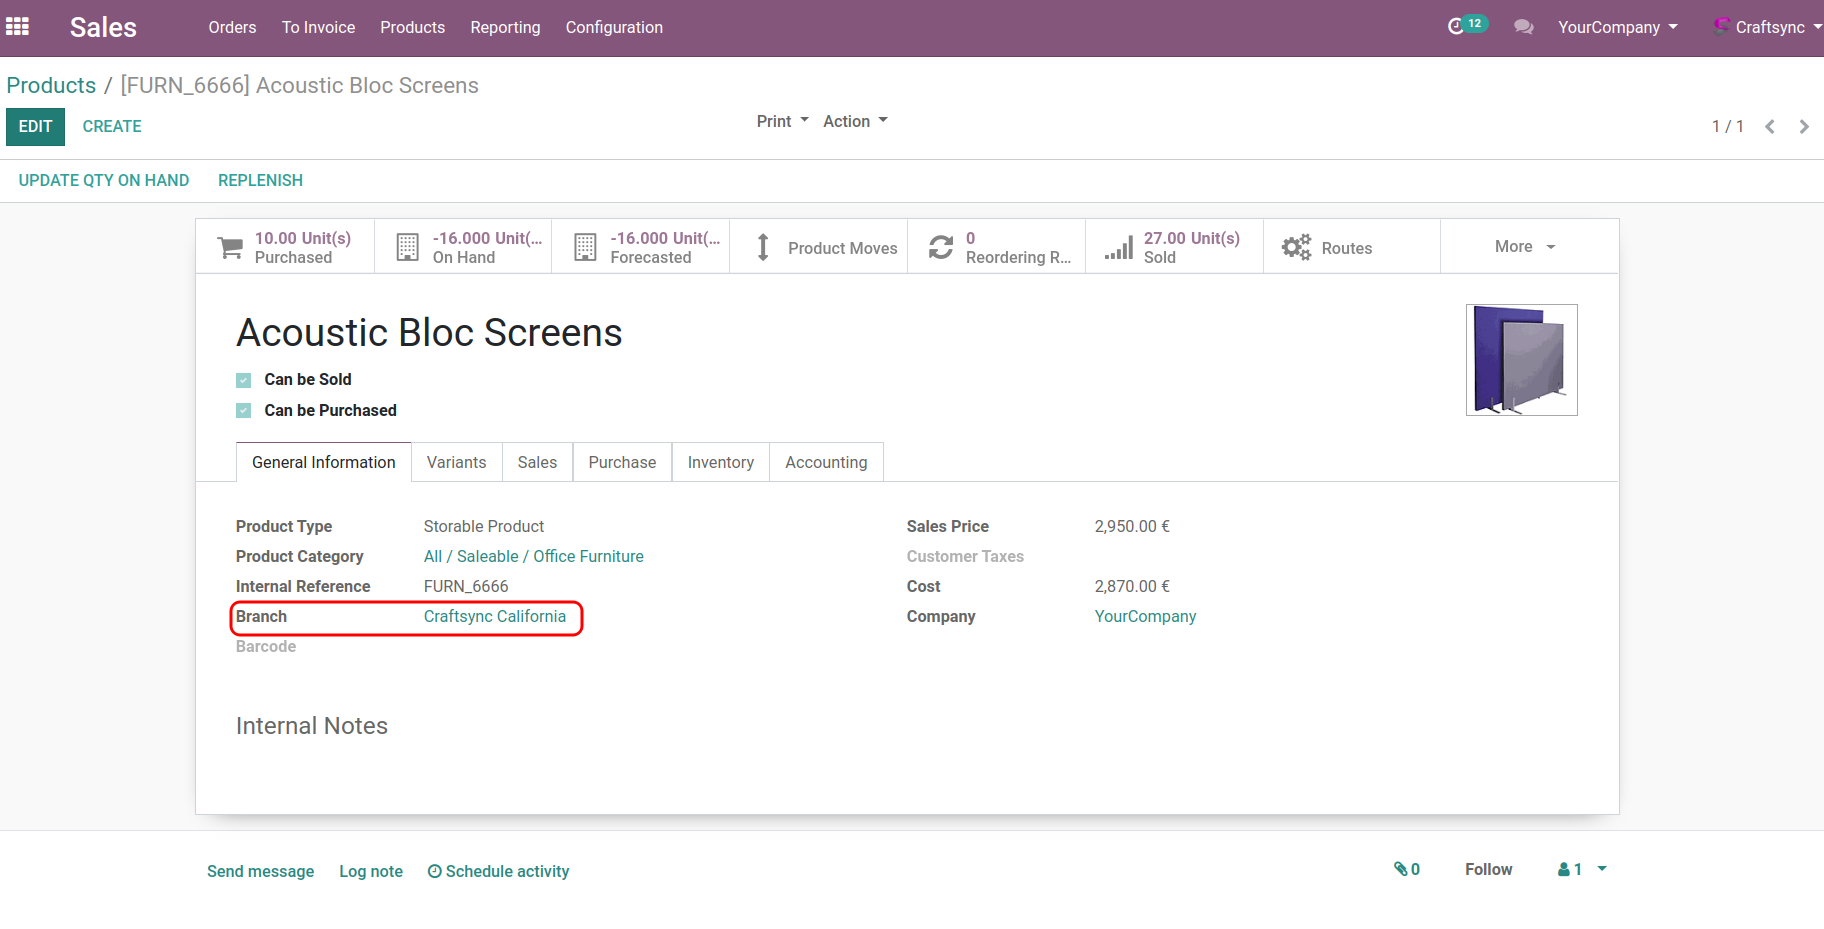 Sales Orders To Invoice Products Reporting Configuration 12 YourCompany Craftsync
Products / [FURN_6666] Acoustic Bloc Screens
EDIT CREATE Print Action 1 / 1
UPDATE QTY ON HAND REPLENISH
10.00 Unit(s) -16.000 Unit(... -16.000 Unit(... Product Moves 0 27.00 Unit(s) Routes More
Purchased On Hand Forecasted Reordering R... Sold
Acoustic Bloc Screens
Can be Sold
Can be Purchased
General Information Variants Sales Purchase Inventory Accounting
Product Type Storable Product Sales Price 2,950.00 €
Product Category All / Saleable / Office Furniture Customer Taxes
Internal Reference FURN_6666 Cost 2,870.00 €
Branch Craftsync California Company YourCompany
Barcode
Internal Notes
Send message Log note Schedule activity 0 Follow 1